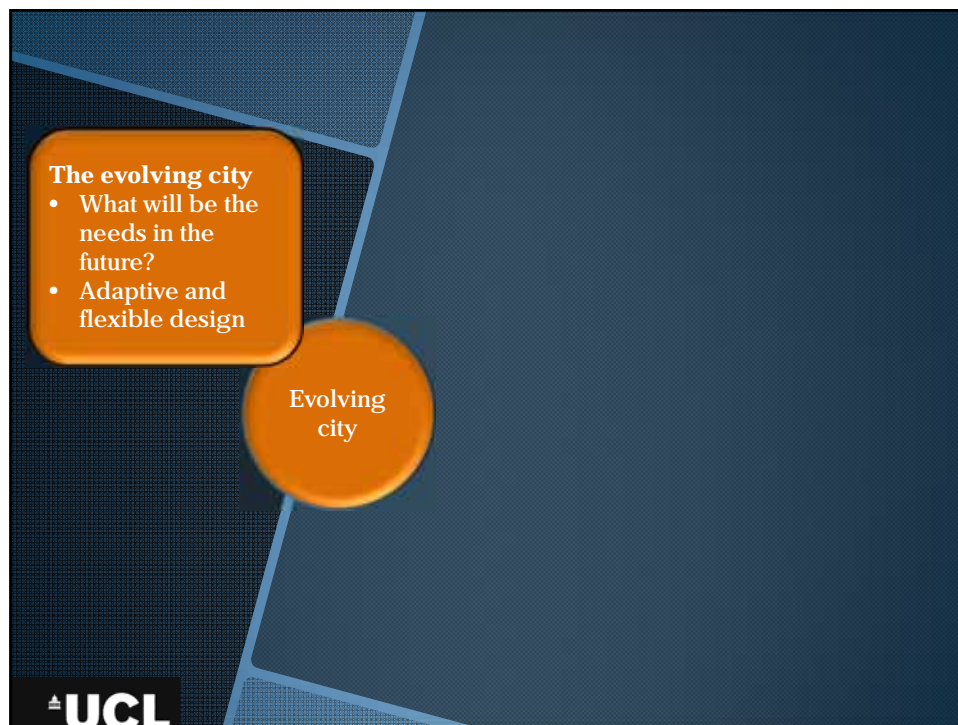 The evolving city
• What will be the
needs in the
future?
• Adaptive and
flexible design
Evolving
city
UCL